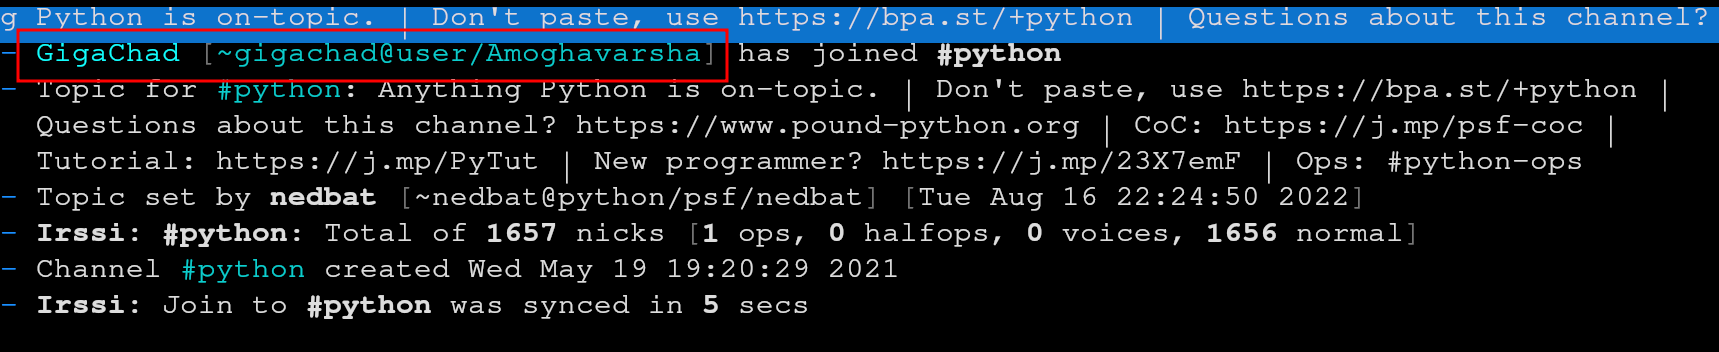 g Python is on-topic. | Don't paste, use https://bpa.st/+python | Questions about this channel?
- GigaChad [~gigachad@user/Amoghavarsha] has joined #python
- Topic for #python: Anything Python is on-topic. | Don't paste, use https://bpa.st/+python |
Questions about this channel? https://www.pound-python.org | CoC: https://j.mp/psf-coc |
Tutorial: https://j.mp/PyTut | New programmer? https://j.mp/23X7emF | Ops: #python-ops
- Topic set by nedbat [~nedbat@python/psf/nedbat] [Tue Aug 16 22:24:50 2022]
- Irssi: #python: Total of 1657 nicks [1 ops, 0 halfops, 0 voices, 1656 normal]
- Channel #python created Wed May 19 19:20:29 2021
- Irssi: Join to #python was synced in 5 secs